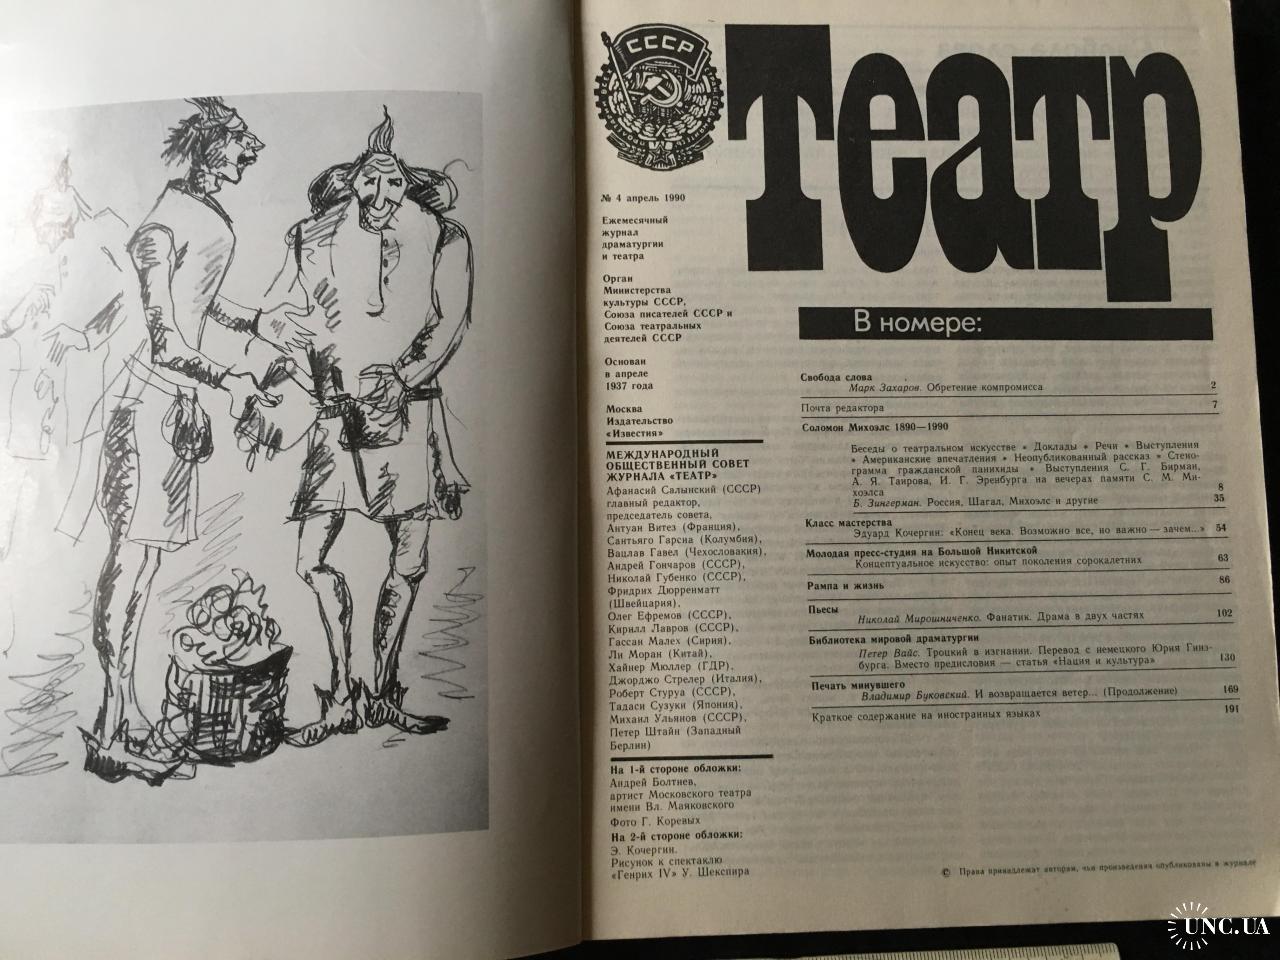 СССР
Театр
№ 4 апрель 1990
Ежемесячный
журнал
драматургии
и театра
Орган
Министерства
культуры СССР,
Союза писателей СССР и
Союза театральных
деятелей СССР
Основан
в апреле
1937 года
Москва
Издательство
«Известия»
МЕЖДУНАРОДНЫЙ
ОБЩЕСТВЕННЫЙ СОВЕТ
ЖУРНАЛА «ТЕАТР»
Афанасий Салынский (СССР)
главный редактор,
председатель совета,
Антуан Витез (Франция),
Сантьяго Гарсиа (Колумбия),
Вацлав Гавел (Чехословакия),
Андрей Гончаров (СССР),
Николай Губенко (СССР),
Фридрих Дюрренматт
(Швейцария),
Олег Ефремов (СССР),
Кирилл Лавров (СССР),
Гассан Малех (Сирия),
Ли Моран (Китай),
Хайнер Мюллер (ГДР),
Джорджо Стрелер (Италия),
Роберт Стуруа (СССР),
Тадаси Сузуки (Япония),
Михаил Ульянов (СССР),
Петер Штайн (Западный
Берлин)
На 1-й стороне обложки:
Андрей Болтнев,
артист Московского театра
имени Вл. Маяковского
Фото Г. Коревых
На 2-й стороне обложки:
Э. Кочергин.
Рисунок к спектаклю
«Генрих IV» У. Шекспира
В номере:
Свобода слова
Марк Захаров. Обретение компромисса 2
Почта редактора 7
Соломон Михоэлс 1890—1990
Беседы о театральном искусстве • Доклады • Речи • Выступления
• Американские впечатления • Неопубликованный рассказ • Стено-
грамма гражданской панихиды • Выступления С. Г. Бирман,
А. Я. Таирова, И. Г. Эренбурга на вечерах памяти С. М. Ми-
хоэлса 8
Б. Зингерман. Россия, Шагал, Михоэлс и другие 35
Класс мастерства
Эдуард Кочергин: «Конец века. Возможно все, но важно — зачем...» 54
Молодая пресс-студия на Большой Никитской
Концептуальное искусство: опыт поколения сорокалетних 63
Рампа и жизнь 86
Пьесы
Николай Мирошниченко. Фанатик. Драма в двух частях 102
Библиотека мировой драматургии
Петер Вайс. Троцкий в изгнании. Перевод с немецкого Юрия Гинз-
бурга. Вместо предисловия — статья «Нация и культура» 130
Печать минувшего
Владимир Буковский. И возвращается ветер... (Продолжение) 169
Краткое содержание на иностранных языках 191
© Права принадлежат авторам, чьи произведения опубликованы в журнале
UNC.UA